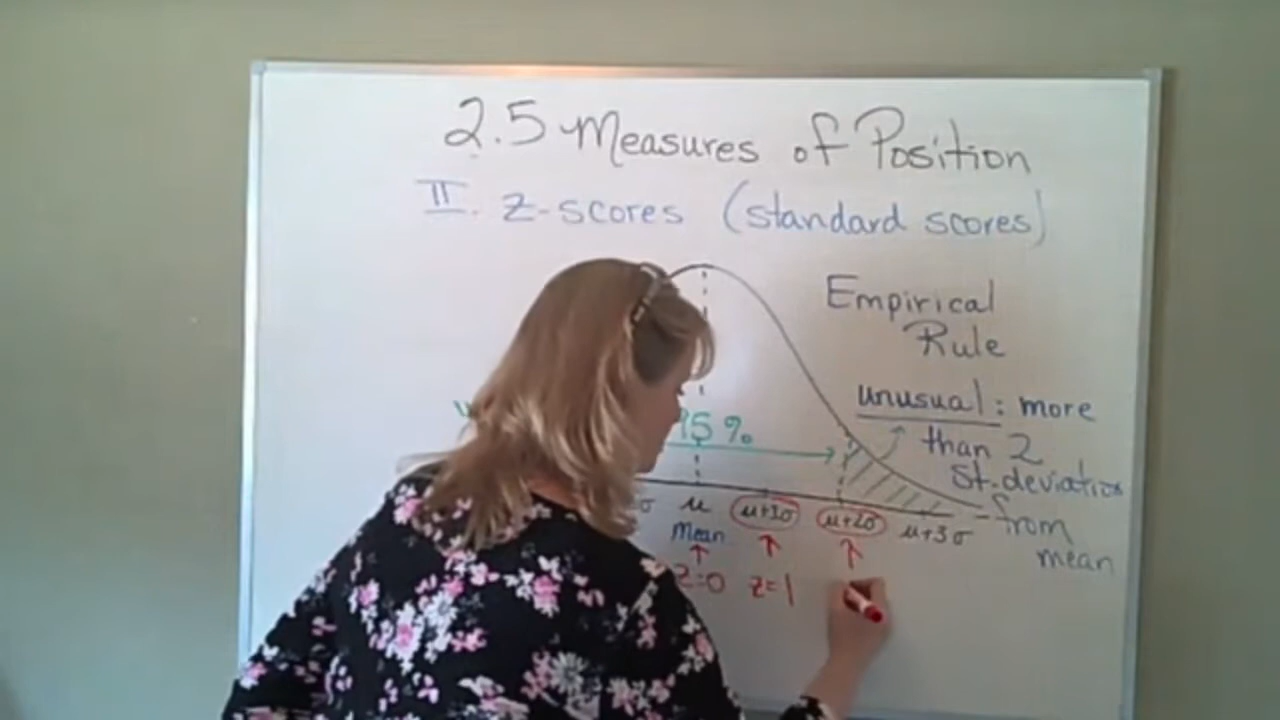 2.5 Measures of Position
II. z-scores (standard scores)
Empirical
Rule
unusual: more
than 2
St. deviations
from
mean
95%
σ μ μ+1σ μ+2σ μ+3σ
Mean
z=0 z=1